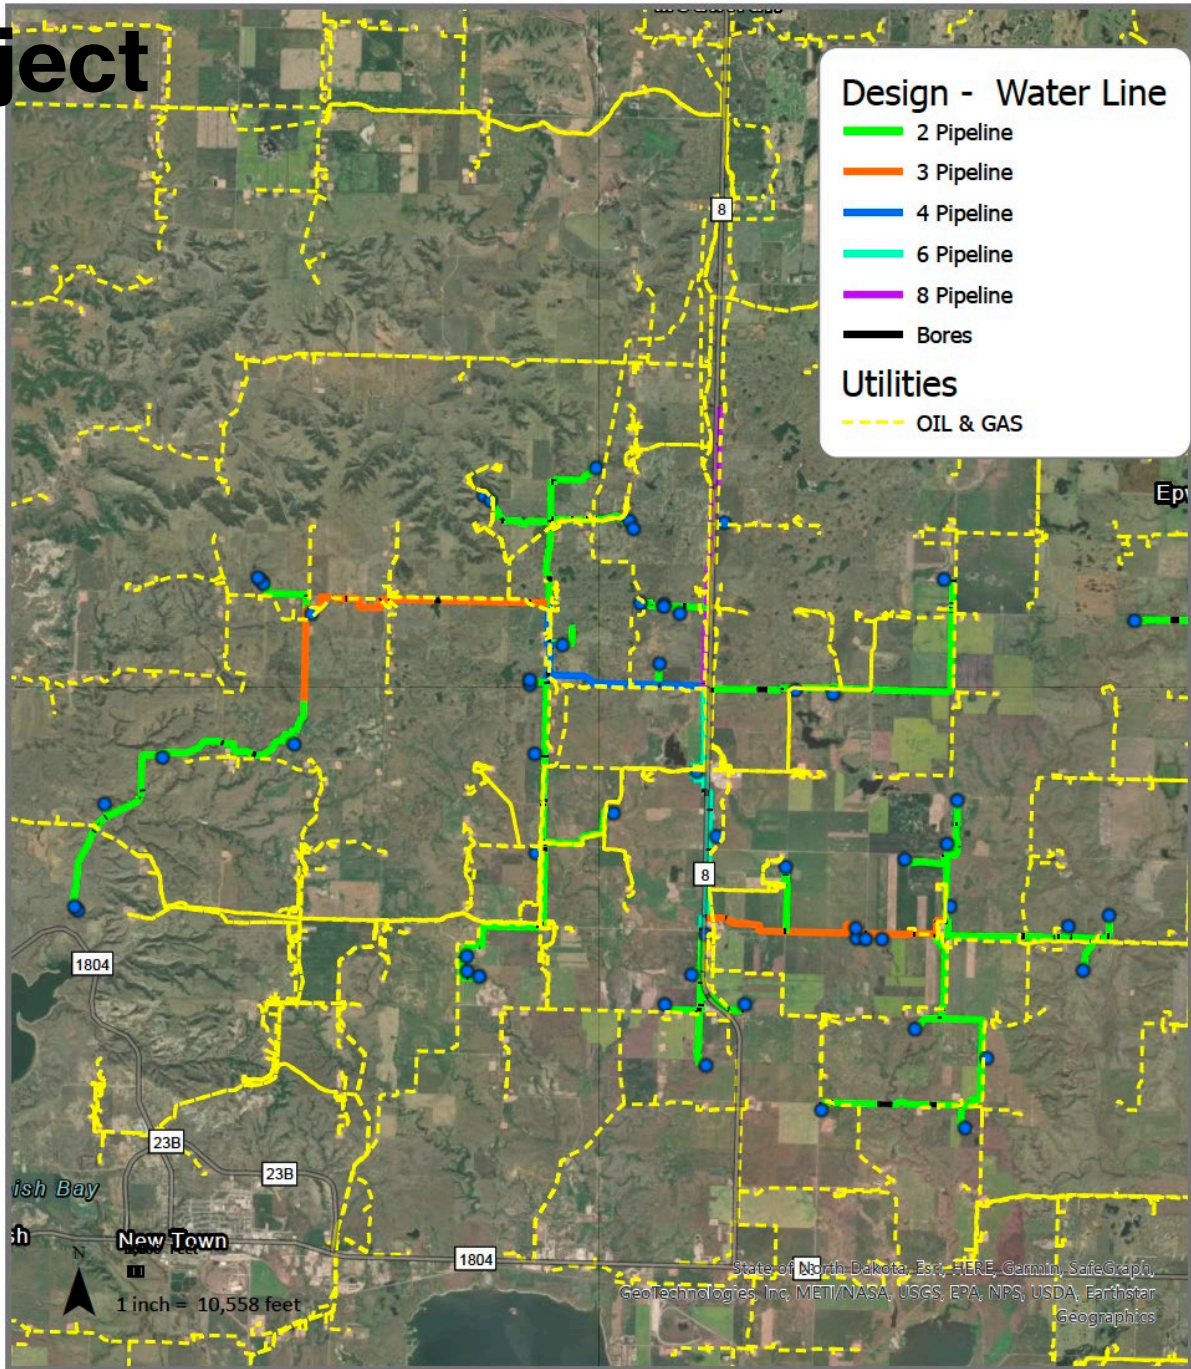 ject
Design - Water Line
2 Pipeline
3 Pipeline
4 Pipeline
6 Pipeline
8 Pipeline
Bores
Utilities
OIL & GAS
8
8
1804
23B
23B
ish Bay
sh
New Town
N
1804
1 inch = 10,558 feet
State of North Dakota, Esri, HERE, Garmin, SafeGraph,
GeoTechnologies, Inc, METI/NASA, USGS, EPA, NPS, USDA, Earthstar
Geographics